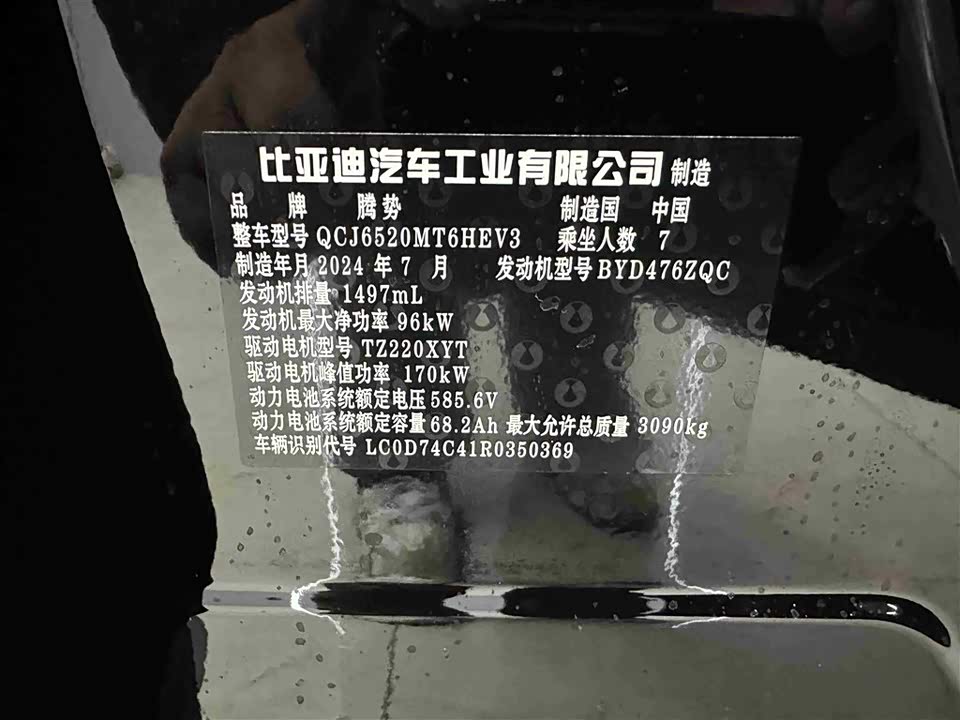 比亚迪汽车工业有限公司 制造
品 牌 腾势 制造国 中国
整车型号 QCJ6520MT6HEV3 乘坐人数 7
制造年月 2024 年 7 月 发动机型号 BYD476ZQC
发动机排量 1497mL
发动机最大净功率 96kW
驱动电机型号 TZ220XYT
驱动电机峰值功率 170kW
动力电池系统额定电压 585.6V
动力电池系统额定容量 68.2Ah 最大允许总质量 3090kg
车辆识别代号 LC0D74C41R0350369